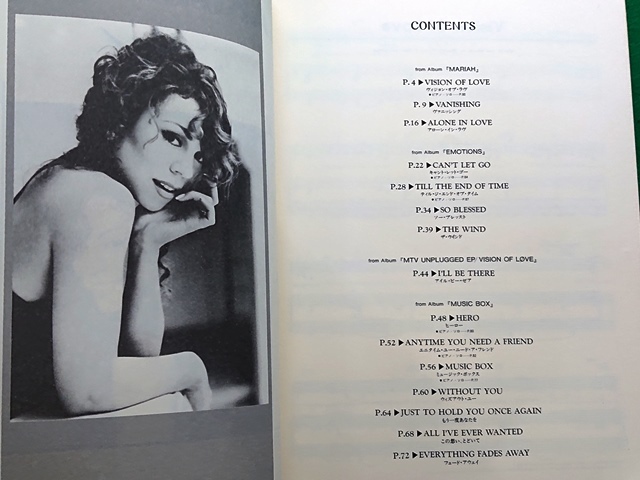 CONTENTS
from Album 「MARIAH」
P. 4 ▶ VISION OF LOVE
ヴィジョン・オブ・ラヴ
P. 9 ▶ VANISHING
ヴァニッシング
P.16 ▶ ALONE IN LOVE
アローン・イン・ラヴ
from Album 「EMOTIONS」
P.22 ▶ CAN'T LET GO
キャント・レット・ゴー
P.28 ▶ TILL THE END OF TIME
ティル・ジ・エンド・オブ・タイム
P.34 ▶ SO BLESSED
ソー・ブレッスト
P.39 ▶ THE WIND
ザ・ウインド
from Album 「MTV UNPLUGGED EP/VISION OF LØVE」
P.44 ▶ I'LL BE THERE
アイル・ビー・ゼア
from Album 「MUSIC BOX」
P.48 ▶ HERO
ヒーロー
P.52 ▶ ANYTIME YOU NEED A FRIEND
エニタイム・ユー・ニード・ア・フレンド
P.56 ▶ MUSIC BOX
ミュージック・ボックス
P.60 ▶ WITHOUT YOU
ウィズアウト・ユー
P.64 ▶ JUST TO HOLD YOU ONCE AGAIN
もう一度あなたを
P.68 ▶ ALL I'VE EVER WANTED
この想い、とどいて
P.72 ▶ EVERYTHING FADES AWAY
フェード・アウェイ